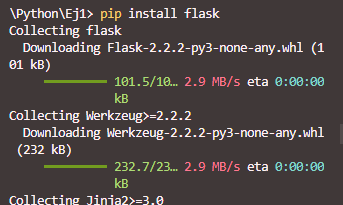 \Python\Ej1> pip install flask
Collecting flask
Downloading Flask-2.2.2-py3-none-any.whl (1
01 kB)
101.5/10… 2.9 MB/s eta 0:00:00
kB
Collecting Werkzeug>=2.2.2
Downloading Werkzeug-2.2.2-py3-none-any.whl
(232 kB)
232.7/23… 2.9 MB/s eta 0:00:00
kB
Collecting Jinja2>=3.0